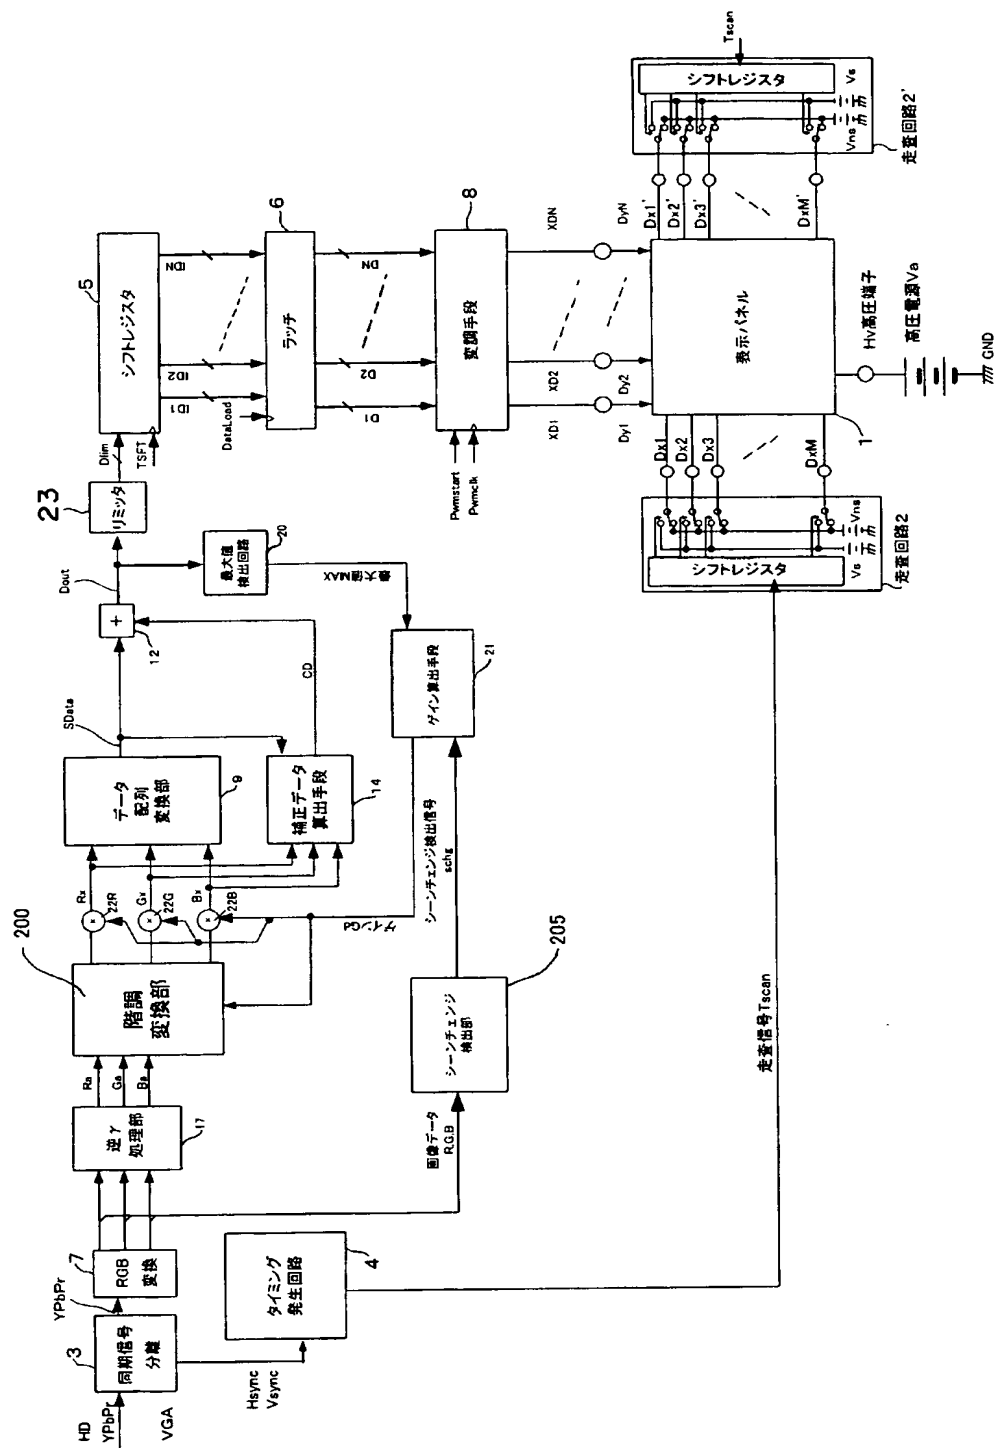 HD
YPbPr
VGA
3
同期信号
分離
YPbPr
7
RGB
変換
Hsync
Vsync
タイミング
発生回路
4
逆γ
処理部
17
Ra
Ga
Ba
200
階調
変換部
Rx
22R
Gx
22G
Bx
22B
データ
配列
変換部
9
SData
補正データ
算出手段
14
CD
+
12
Dout
最大値
検出回路
20
最大値MAX
ゲイン算出手段
21
ゲインGd
画像データ
R.G.B
シーンチェンジ
検出部
205
シーンチェンジ検出信号
schg
23
リミッタ
Dlim
TSFT
5
シフトレジスタ
ID1
ID2
IDN
DataLoad
6
ラッチ
D1
D2
DN
Pwmstart
Pwmclk
8
変調手段
XD1
XD2
XDN
Dy1
Dy2
DyN
走査信号Tscan
シフトレジスタ
Vs
Vns
走査回路2
Dx1
Dx2
Dx3
DxM
表示パネル
1
Dx1'
Dx2'
Dx3'
DxM'
Tscan
シフトレジスタ
Vs
Vns
走査回路2'
Hv高圧端子
高圧電源Va
GND